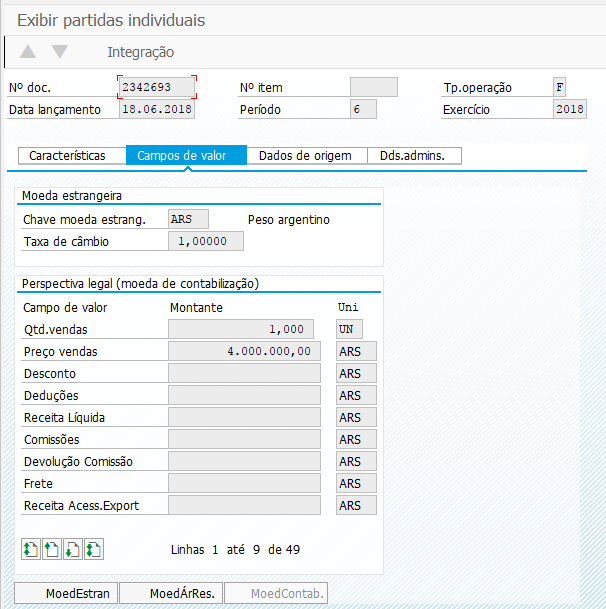 Exibir partidas individuais
Integração
Nº doc. 2342693 Nº item Tp.operação F
Data lançamento 18.06.2018 Período 6 Exercício 2018
Características Campos de valor Dados de origem Dds.admins.
Moeda estrangeira
Chave moeda estrang. ARS Peso argentino
Taxa de câmbio 1,00000
Perspectiva legal (moeda de contabilização)
Campo de valor Montante Uni
Qtd.vendas 1,000 UN
Preço vendas 4.000.000,00 ARS
Desconto ARS
Deduções ARS
Receita Líquida ARS
Comissões ARS
Devolução Comissão ARS
Frete ARS
Receita Acess.Export ARS
Linhas 1 até 9 de 49
MoedEstran MoedÁrRes. MoedContab.